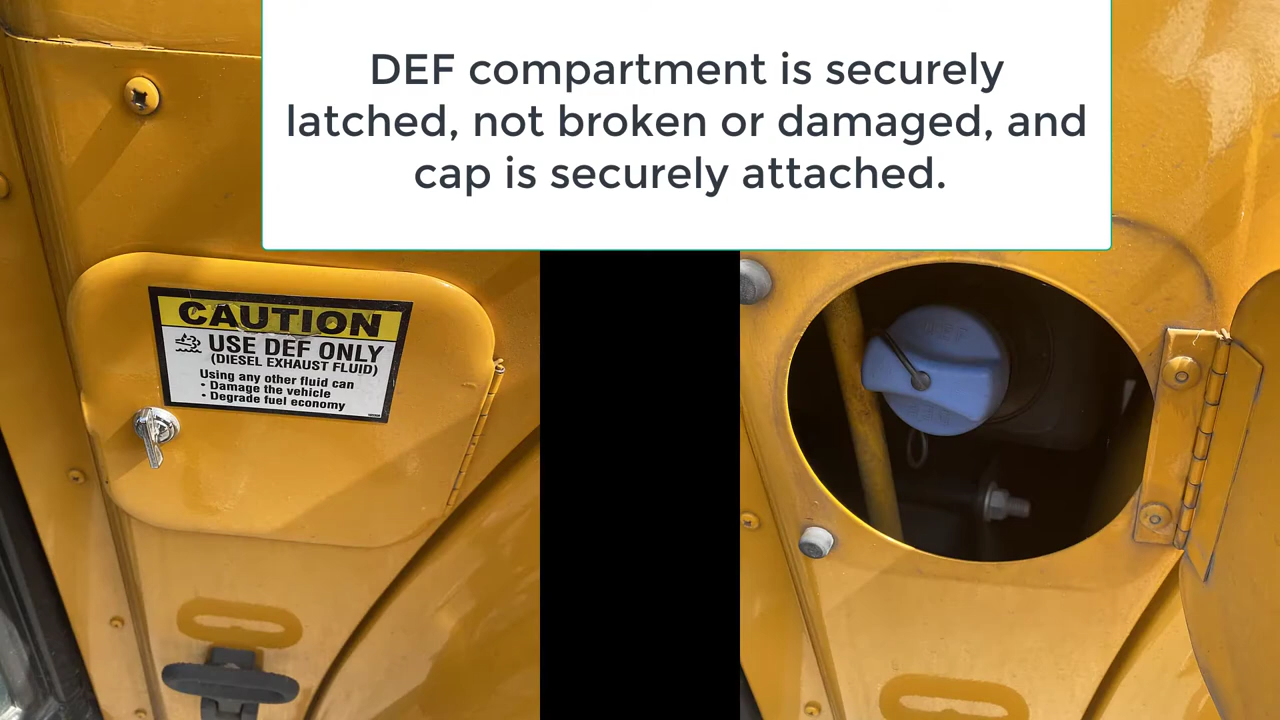 DEF compartment is securely
latched, not broken or damaged, and
cap is securely attached.
CAUTION
USE DEF ONLY
(DIESEL EXHAUST FLUID)
Using any other fluid can
• Damage the vehicle
• Degrade fuel economy